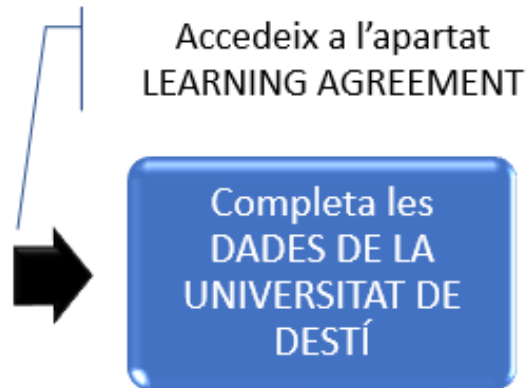 Accedeix a l’apartat
LEARNING AGREEMENT
Completa les
DADES DE LA
UNIVERSITAT DE
DESTÍ